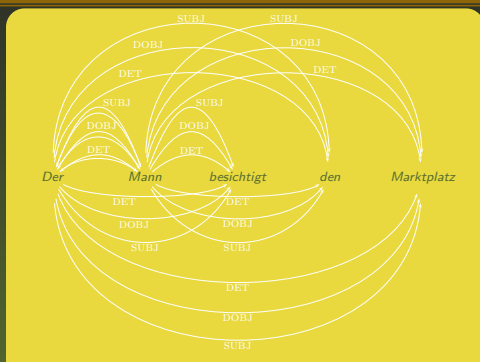 SUBJ SUBJ
DOBJ DOBJ
DET DET
SUBJ SUBJ
DOBJ DOBJ
DET DET
Der Mann besichtigt den Marktplatz
DET DET
DOBJ DOBJ
SUBJ SUBJ
DET
DOBJ
SUBJ